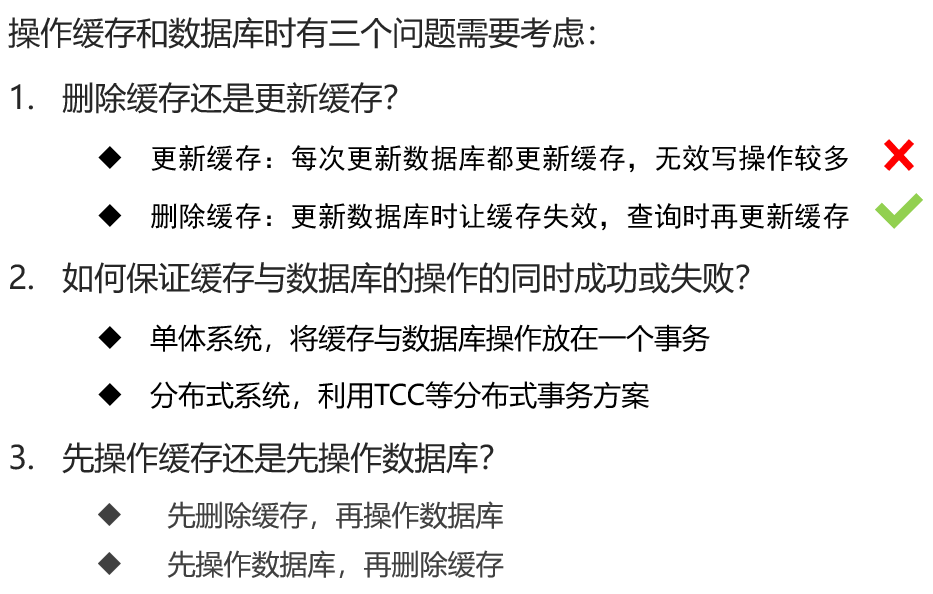 操作缓存和数据库时有三个问题需要考虑：
1. 删除缓存还是更新缓存？
◆ 更新缓存：每次更新数据库都更新缓存，无效写操作较多
◆ 删除缓存：更新数据库时让缓存失效，查询时再更新缓存
2. 如何保证缓存与数据库的操作的同时成功或失败？
◆ 单体系统，将缓存与数据库操作放在一个事务
◆ 分布式系统，利用TCC等分布式事务方案
3. 先操作缓存还是先操作数据库？
◆ 先删除缓存，再操作数据库
◆ 先操作数据库，再删除缓存